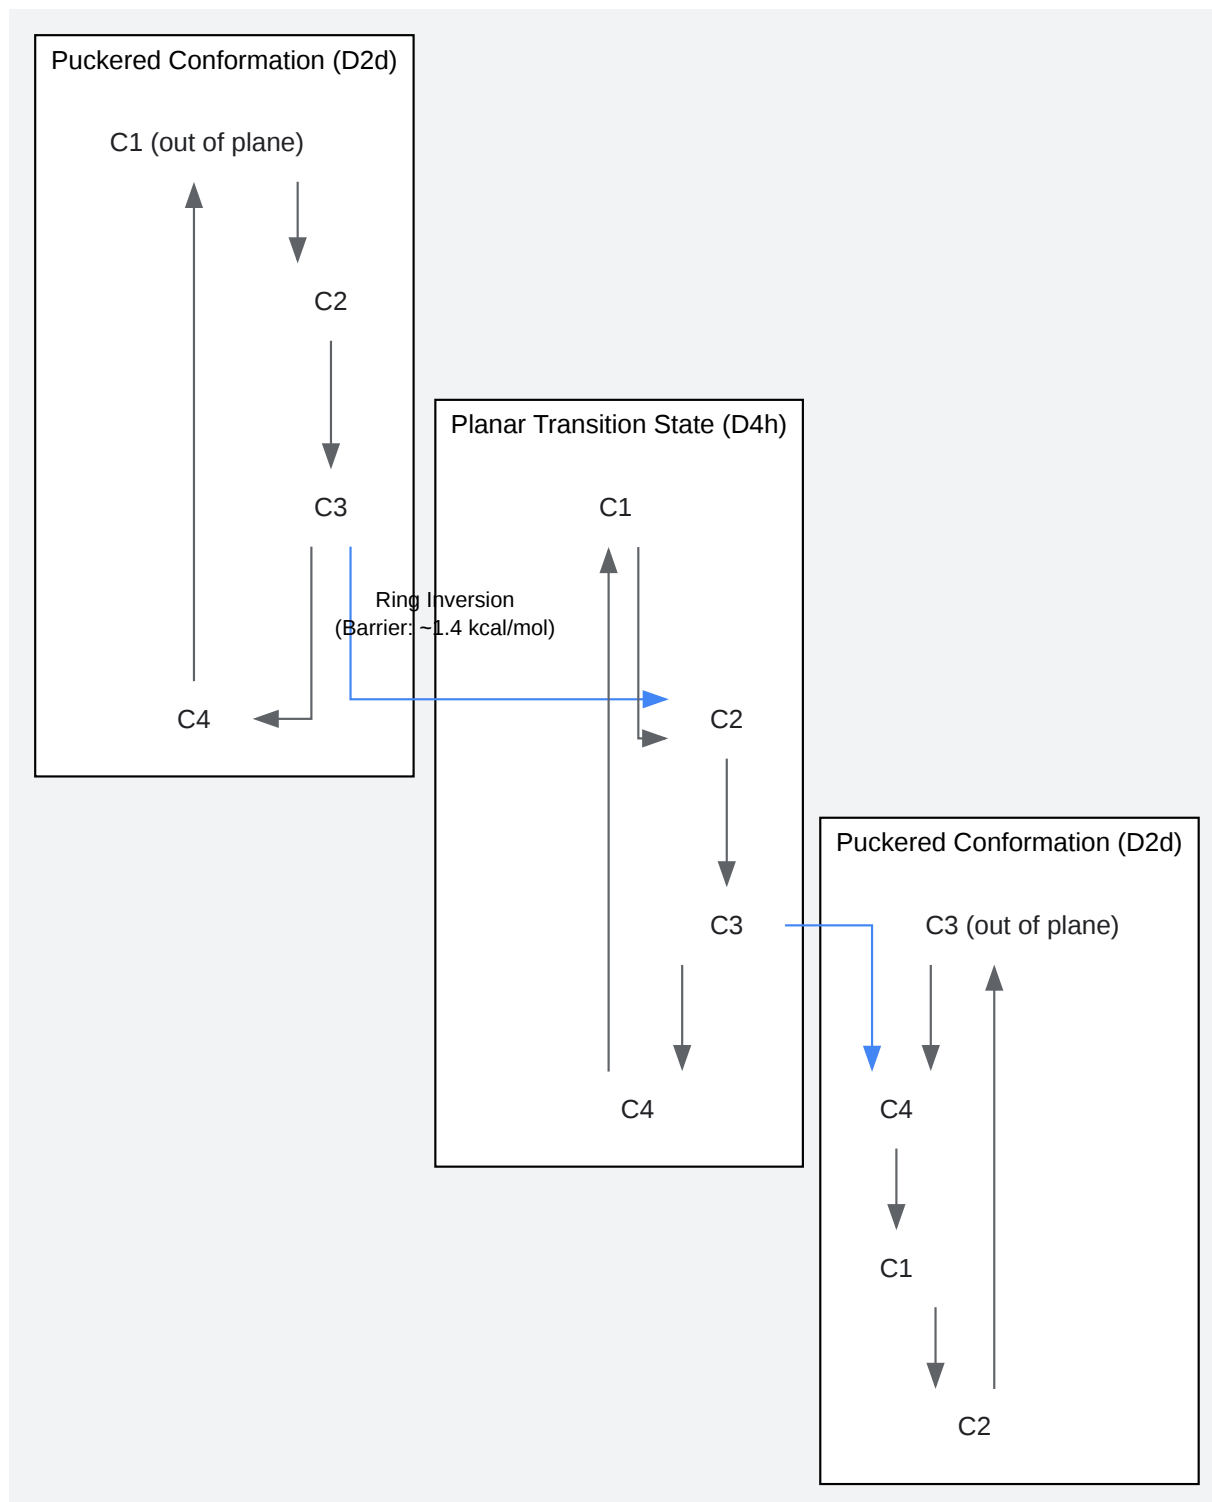 Puckered Conformation (D2d)
C1 (out of plane)
C2
C3
C4
Ring Inversion
(Barrier: ~1.4 kcal/mol)
Planar Transition State (D4h)
C1
C2
C3
C4
Puckered Conformation (D2d)
C3 (out of plane)
C4
C1
C2